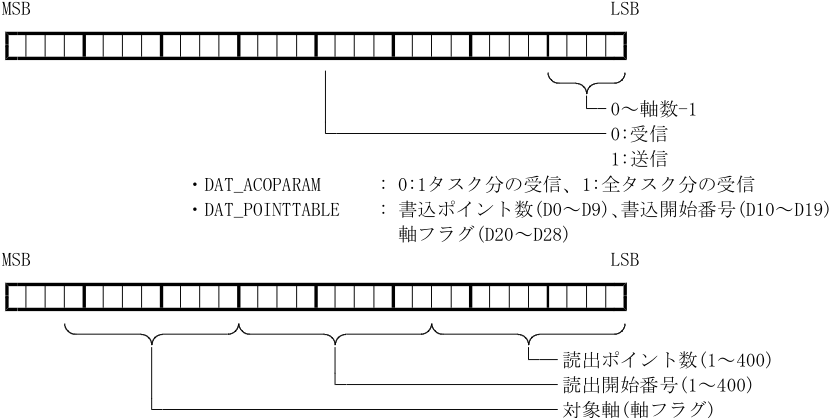 MSB LSB
0～軸数-1
0:受信
1:送信
・DAT_ACOPARAM : 0:1タスク分の受信、1:全タスク分の受信
・DAT_POINTTABLE : 書込ポイント数(D0～D9)、書込開始番号(D10～D19)
軸フラグ(D20～D28)
MSB LSB
読出ポイント数(1～400)
読出開始番号(1～400)
対象軸(軸フラグ)